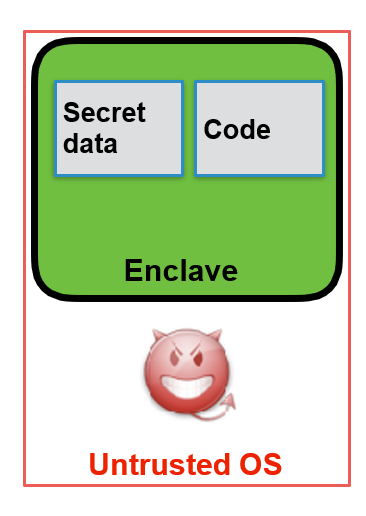 Secret
data
Code
Enclave
Untrusted OS